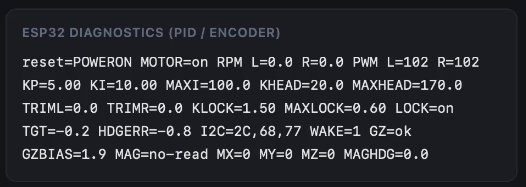 ESP32 DIAGNOSTICS (PID / ENCODER)
reset=POWERON MOTOR=on RPM L=0.0 R=0.0 PWM L=102 R=102
KP=5.00 KI=10.00 MAXI=100.0 KHEAD=20.0 MAXHEAD=170.0
TRIML=0.0 TRIMR=0.0 KLOCK=1.50 MAXLOCK=0.60 LOCK=on
TGT=-0.2 HDGERR=-0.8 I2C=2C,68,77 WAKE=1 GZ=ok
GZBIAS=1.9 MAG=no-read MX=0 MY=0 MZ=0 MAGHDG=0.0